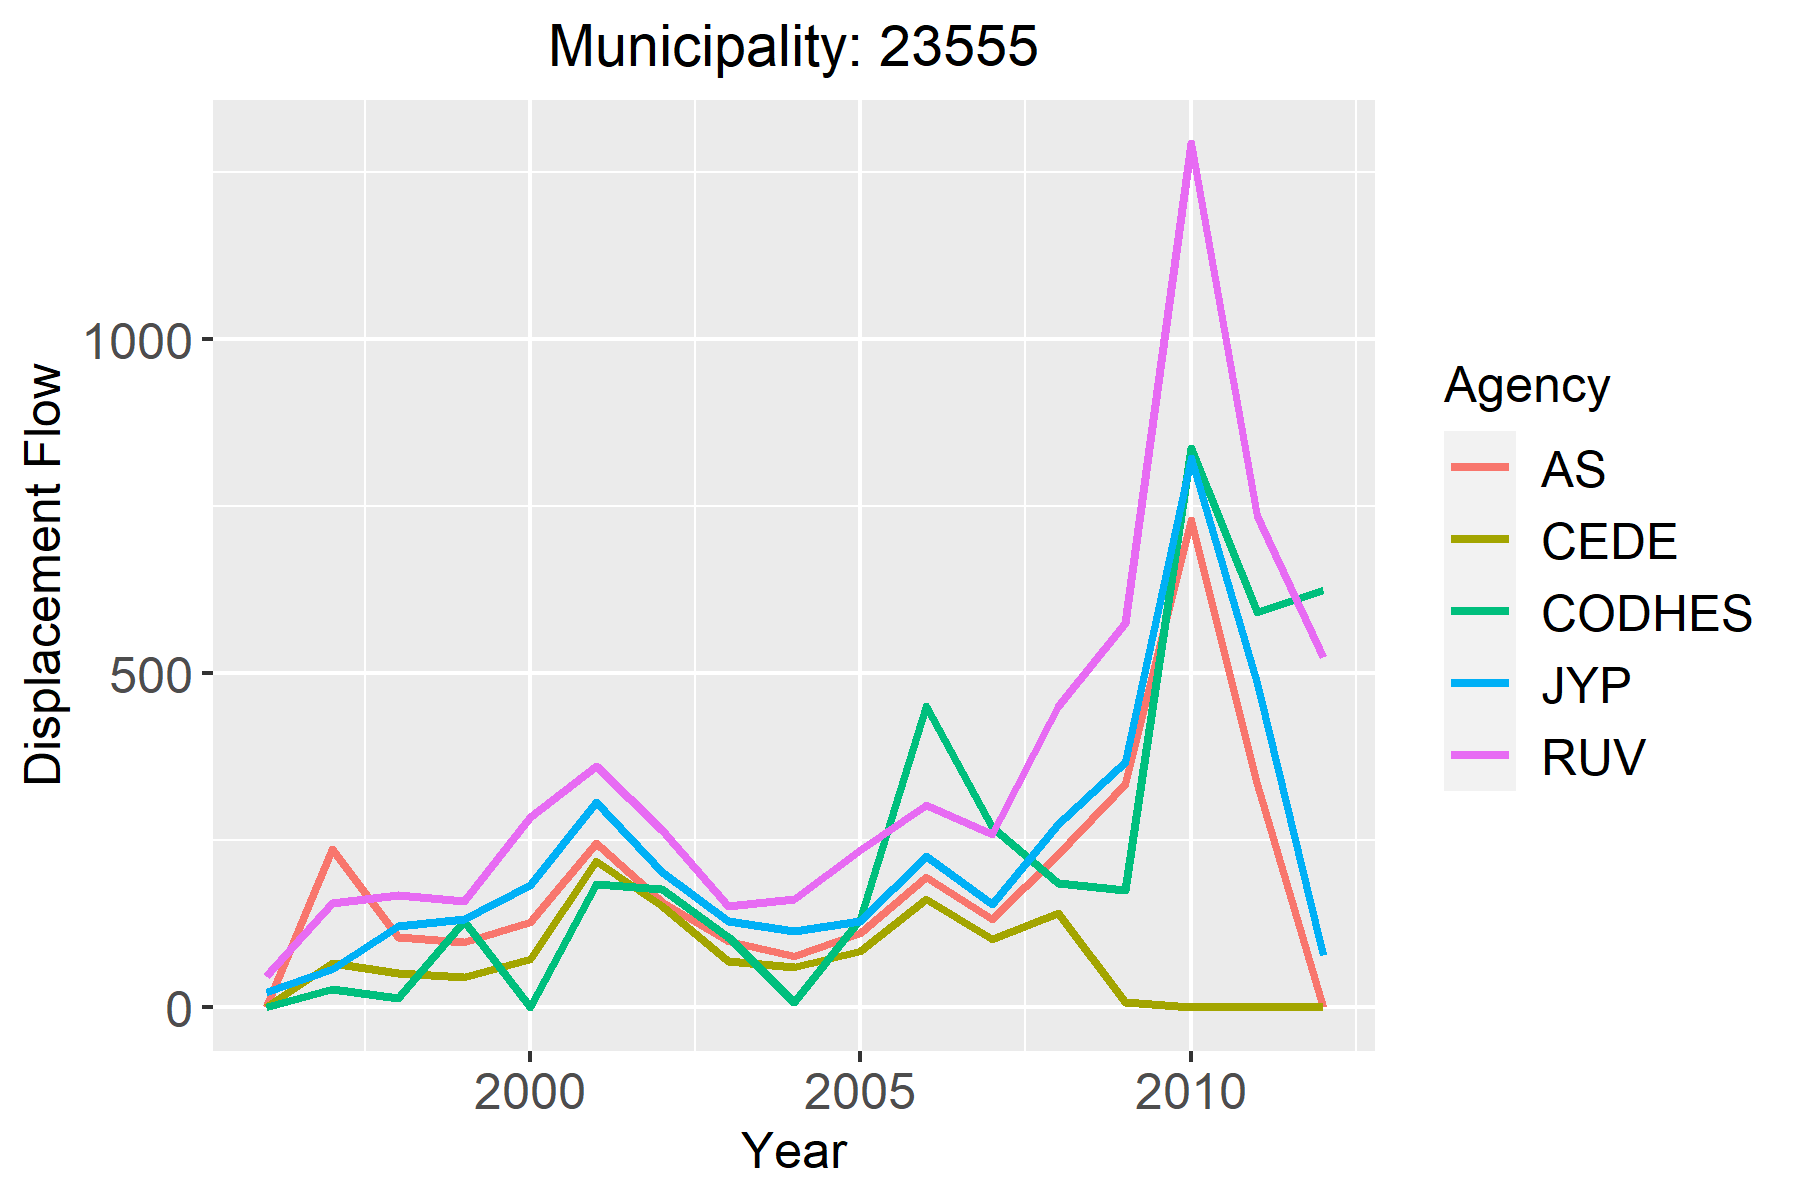 Municipality: 23555
Displacement Flow
1000
500
0
2000 2005 2010
Year
Agency
AS
CEDE
CODHES
JYP
RUV